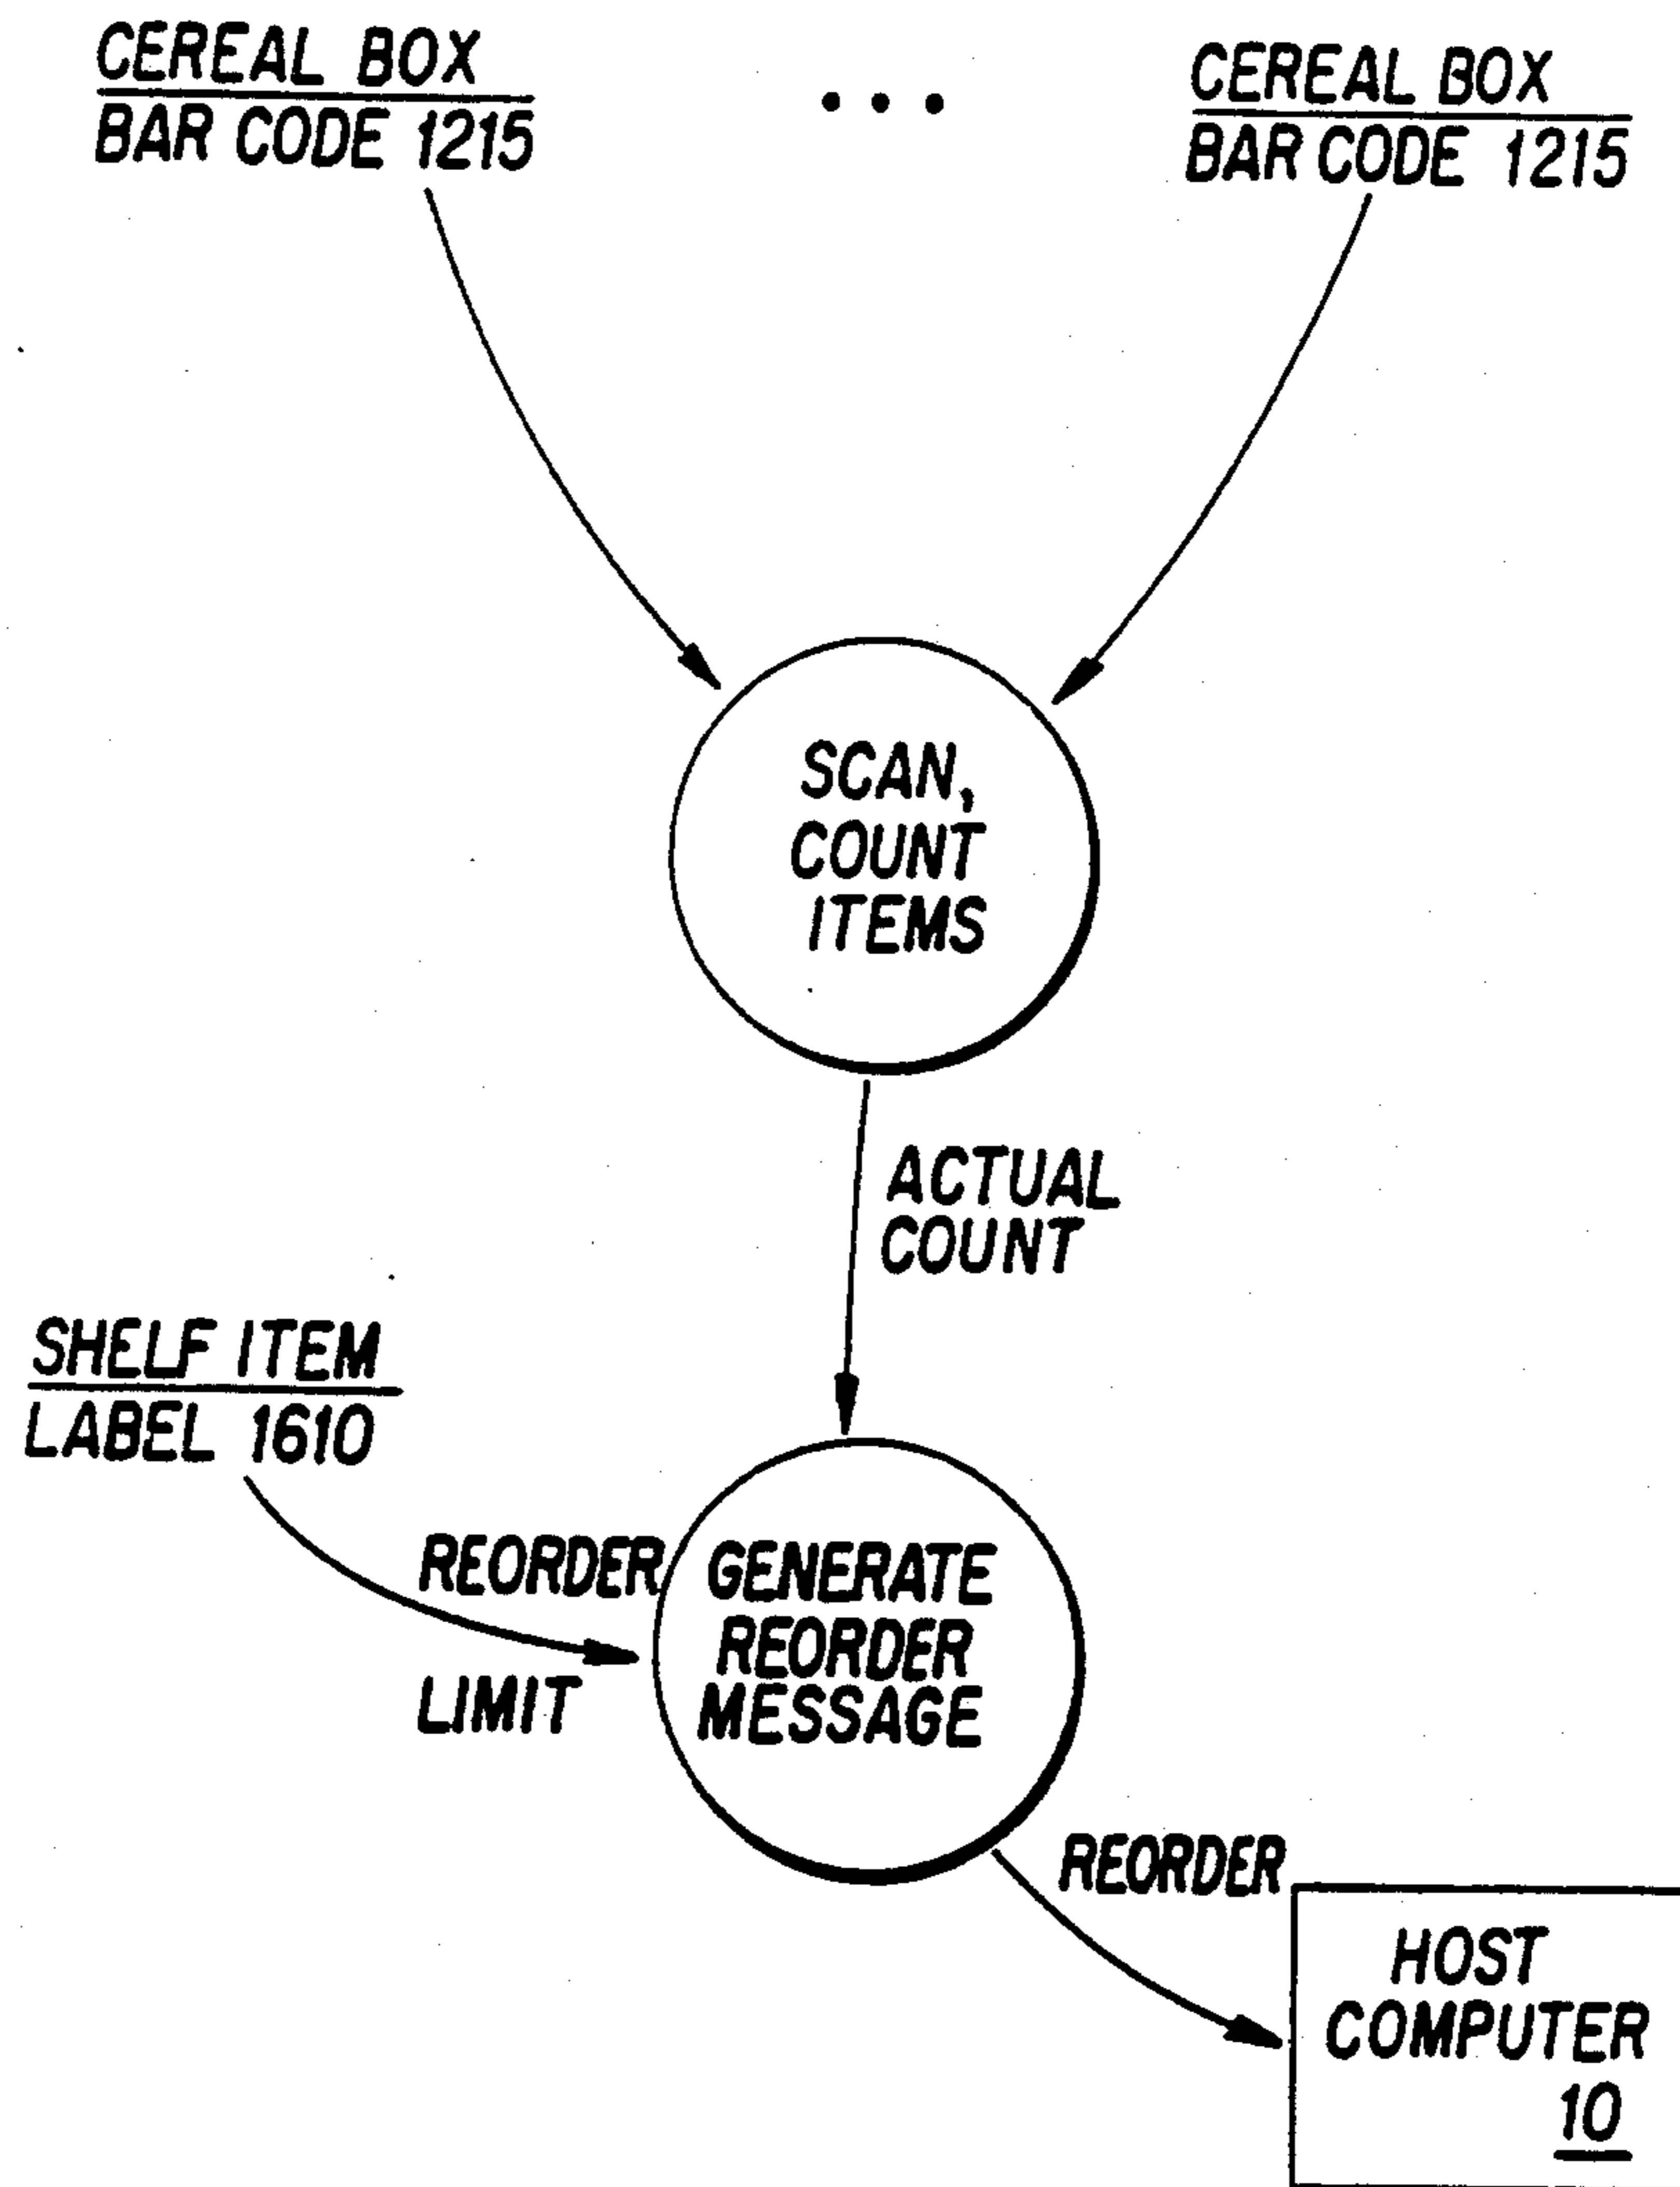 CEREAL BOX
BAR CODE 1215
• • •
CEREAL BOX
BAR CODE 1215
SCAN,
COUNT
ITEMS
ACTUAL
COUNT
SHELF ITEM
LABEL 1610
REORDER
LIMIT
GENERATE
REORDER
MESSAGE
REORDER
HOST
COMPUTER
10